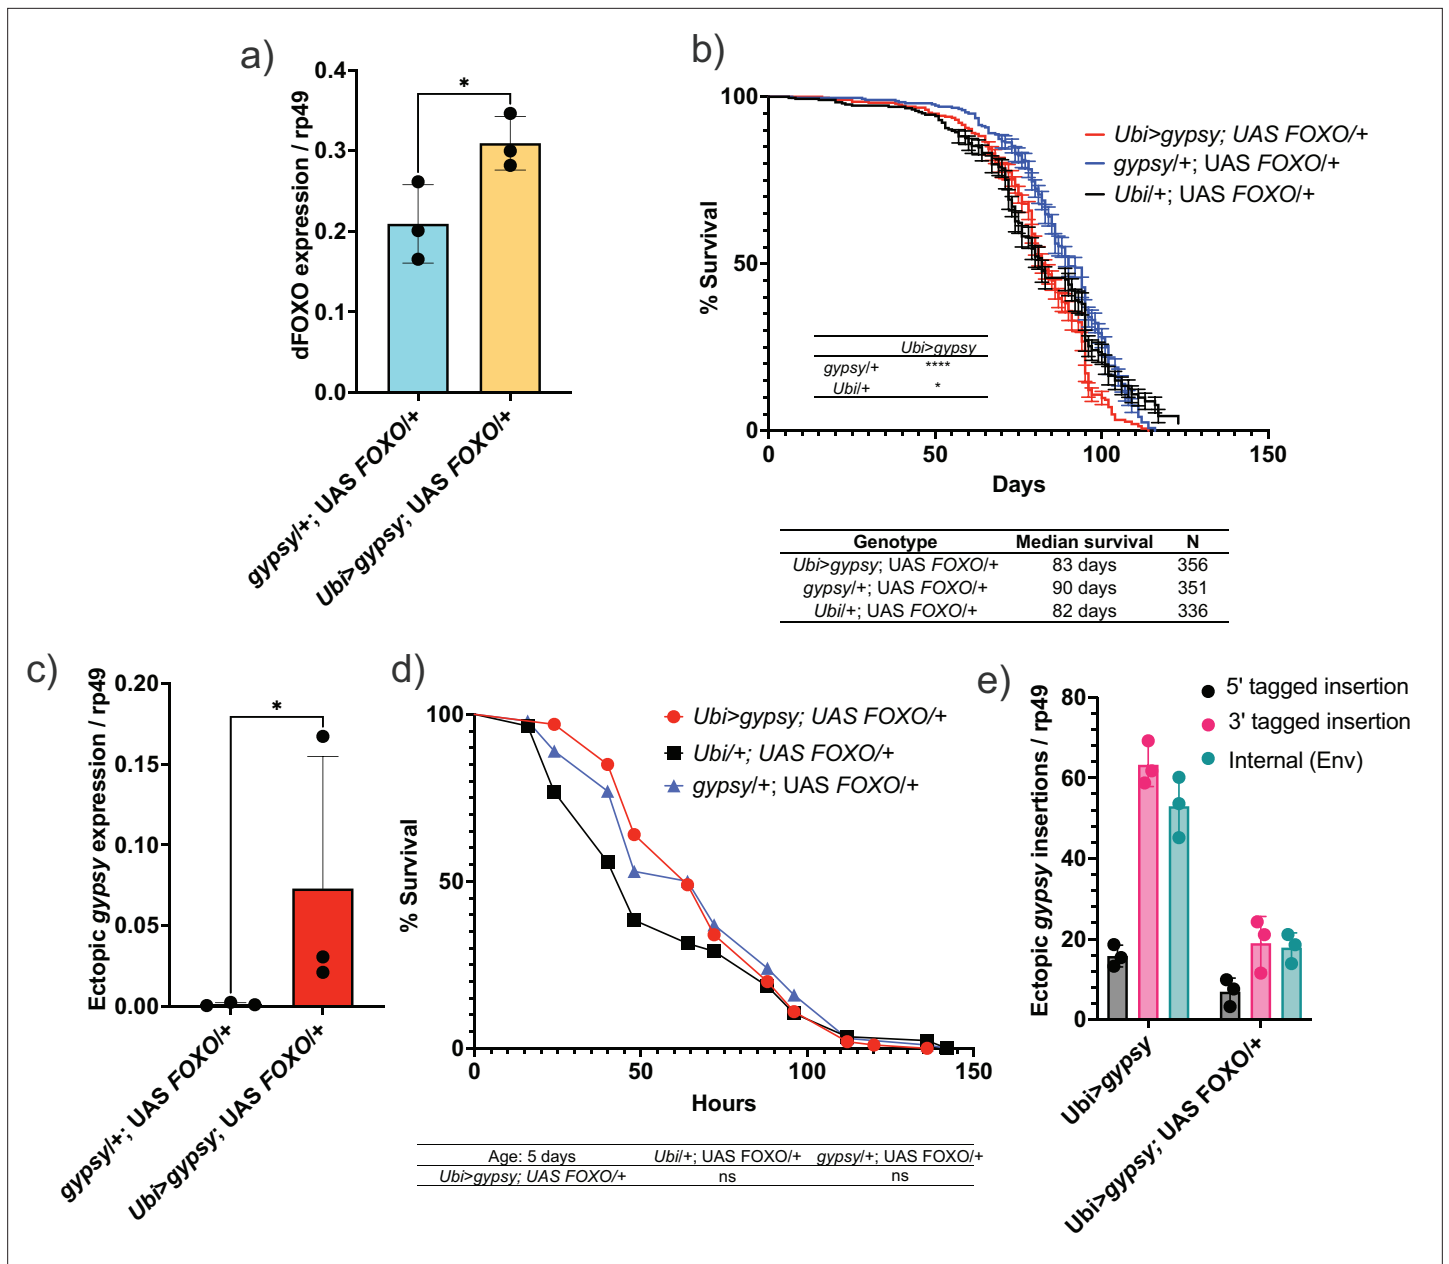 a)
dFOXO expression / rp49
0.4
0.3
0.2
0.1
0.0
*
gypsy/+; UAS FOXO/+
Ubi>gypsy; UAS FOXO/+
b)
% Survival
100
50
0
0 50 100 150
Days
Ubi>gypsy; UAS FOXO/+
gypsy/+; UAS FOXO/+
Ubi/+; UAS FOXO/+
Ubi>gypsy
gypsy/+ ****
Ubi/+ *
Genotype Median survival N
Ubi>gypsy; UAS FOXO/+ 83 days 356
gypsy/+; UAS FOXO/+ 90 days 351
Ubi/+; UAS FOXO/+ 82 days 336
c)
Ectopic gypsy expression / rp49
0.20
0.15
0.10
0.05
0.00
*
gypsy/+; UAS FOXO/+
Ubi>gypsy; UAS FOXO/+
d)
% Survival
100
50
0
0 50 100 150
Hours
Ubi>gypsy; UAS FOXO/+
Ubi/+; UAS FOXO/+
gypsy/+; UAS FOXO/+
Age: 5 days Ubi/+; UAS FOXO/+ gypsy/+; UAS FOXO/+
Ubi>gypsy; UAS FOXO/+ ns ns
e)
Ectopic gypsy insertions / rp49
80
60
40
20
0
5' tagged insertion
3' tagged insertion
Internal (Env)
Ubi>gypsy
Ubi>gypsy; UAS FOXO/+